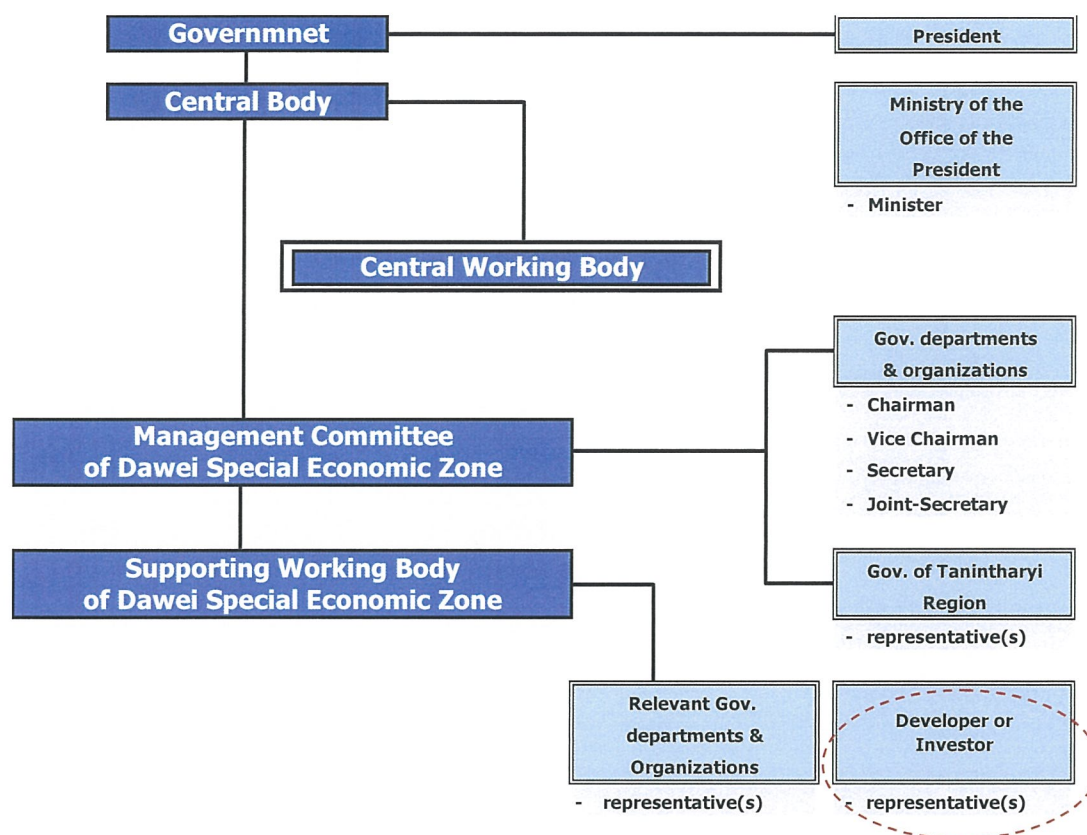 Governmnet
President
Central Body
Ministry of the
Office of the
President
- Minister
Central Working Body
Gov. departments
& organizations
- Chairman
- Vice Chairman
- Secretary
- Joint-Secretary
Management Committee
of Dawei Special Economic Zone
Supporting Working Body
of Dawei Special Economic Zone
Gov. of Tanintharyi
Region
- representative(s)
Relevant Gov.
departments &
Organizations
- representative(s)
Developer or
Investor
- representative(s)